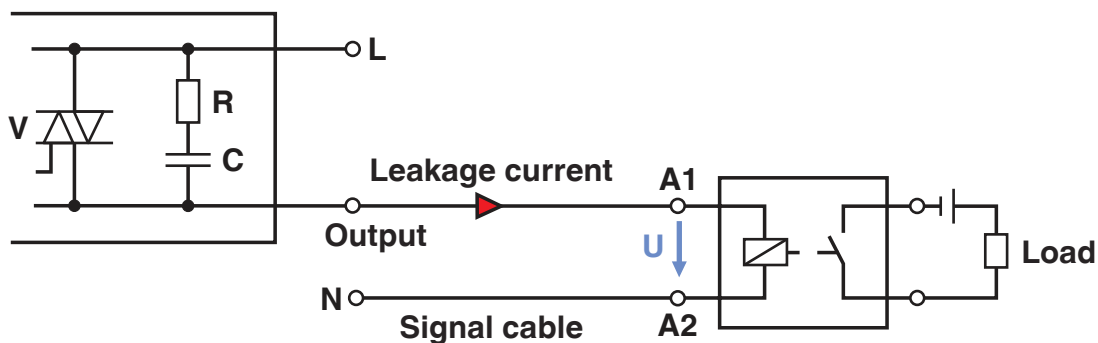 L
R
V
C
Leakage current
A1
Output
U
Load
N
Signal cable
A2